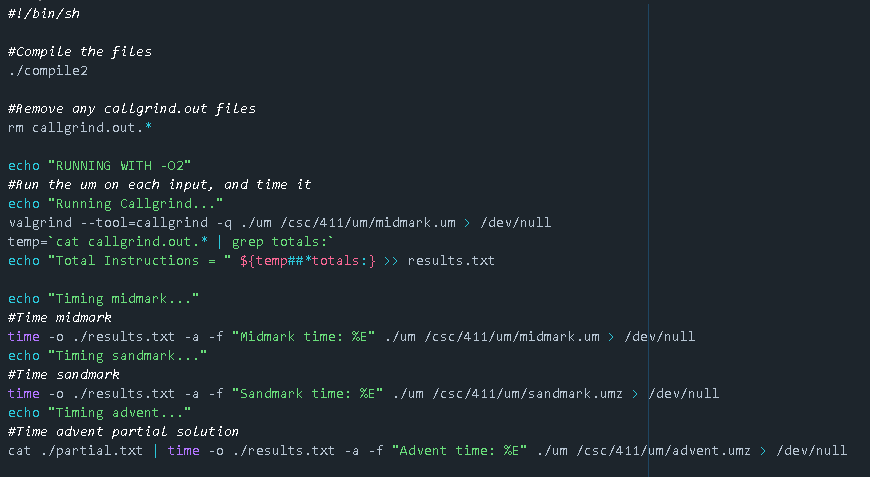 #!/bin/sh
#Compile the files
./compile2
#Remove any callgrind.out files
rm callgrind.out.*
echo "RUNNING WITH -O2"
#Run the um on each input, and time it
echo "Running Callgrind..."
valgrind --tool=callgrind -q ./um /csc/411/um/midmark.um > /dev/null
temp=`cat callgrind.out.* | grep totals:`
echo "Total Instructions = " ${temp##*totals:} >> results.txt
echo "Timing midmark..."
#Time midmark
time -o ./results.txt -a -f "Midmark time: %E" ./um /csc/411/um/midmark.um > /dev/null
echo "Timing sandmark..."
#Time sandmark
time -o ./results.txt -a -f "Sandmark time: %E" ./um /csc/411/um/sandmark.umz > /dev/null
echo "Timing advent..."
#Time advent partial solution
cat ./partial.txt | time -o ./results.txt -a -f "Advent time: %E" ./um /csc/411/um/advent.umz > /dev/null